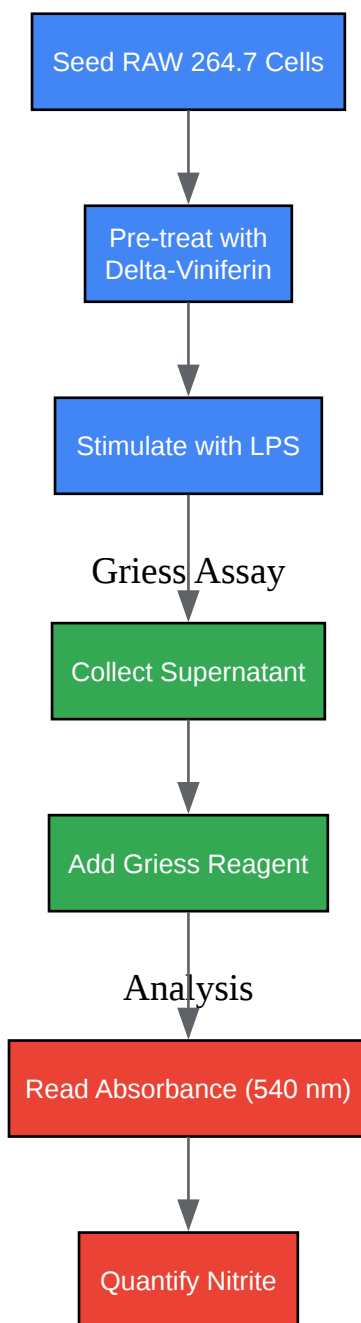 Seed RAW 264.7 Cells
Pre-treat with
Delta-Viniferin
Stimulate with LPS
Griess Assay
Collect Supernatant
Add Griess Reagent
Analysis
Read Absorbance (540 nm)
Quantify Nitrite